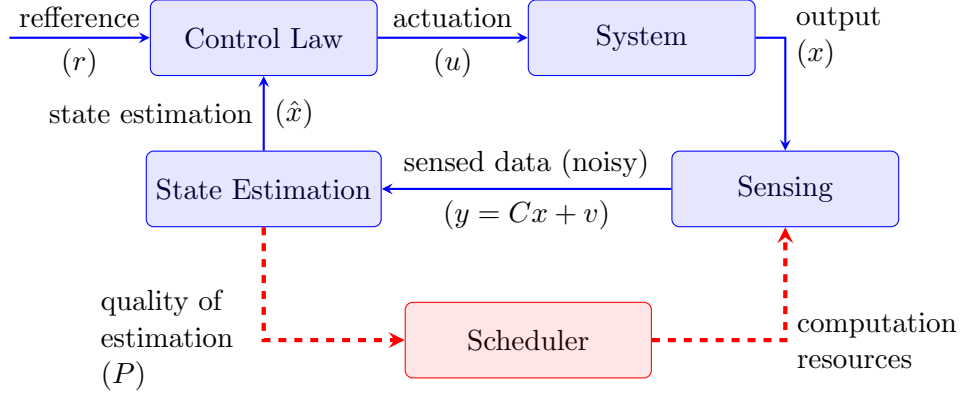 refference
(r)
Control Law
actuation
(u)
System
output
(x)
state estimation
(x̂)
State Estimation
sensed data (noisy)
(y = Cx + v)
Sensing
quality of
estimation
(P)
Scheduler
computation
resources